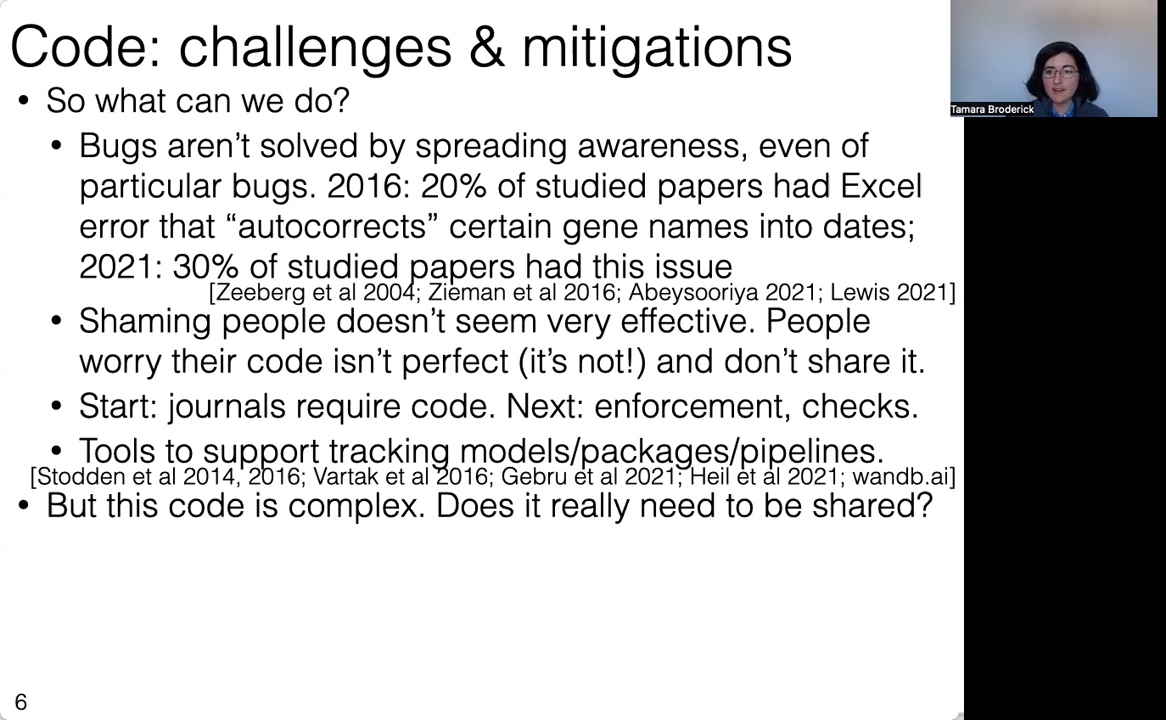 Code: challenges & mitigations
Tamara Broderick
• So what can we do?
• Bugs aren’t solved by spreading awareness, even of
particular bugs. 2016: 20% of studied papers had Excel
error that “autocorrects” certain gene names into dates;
2021: 30% of studied papers had this issue
[Zeeberg et al 2004; Zieman et al 2016; Abeysooriya 2021; Lewis 2021]
• Shaming people doesn’t seem very effective. People
worry their code isn’t perfect (it’s not!) and don’t share it.
• Start: journals require code. Next: enforcement, checks.
• Tools to support tracking models/packages/pipelines.
[Stodden et al 2014, 2016; Vartak et al 2016; Gebru et al 2021; Heil et al 2021; wandb.ai]
• But this code is complex. Does it really need to be shared?
6